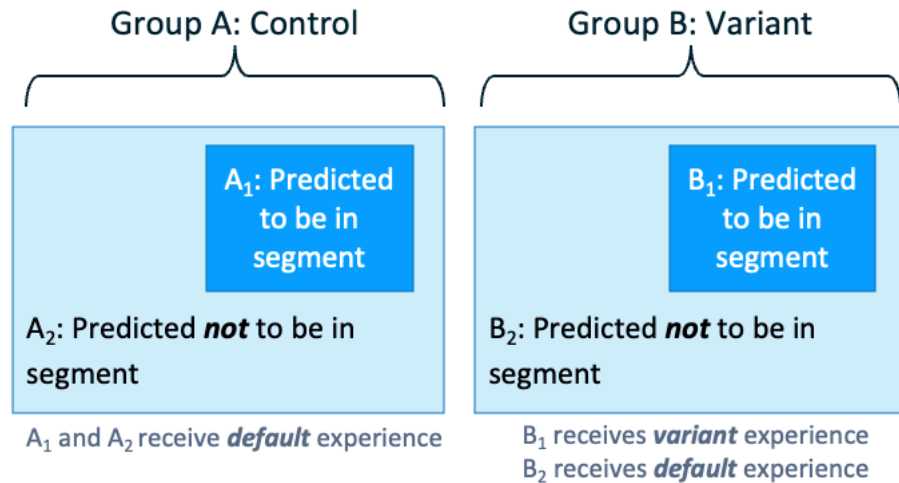 Group A: Control
Group B: Variant
A₁: Predicted
to be in
segment
B₁: Predicted
to be in
segment
A₂: Predicted not to be in
segment
B₂: Predicted not to be in
segment
A₁ and A₂ receive default experience
B₁ receives variant experience
B₂ receives default experience